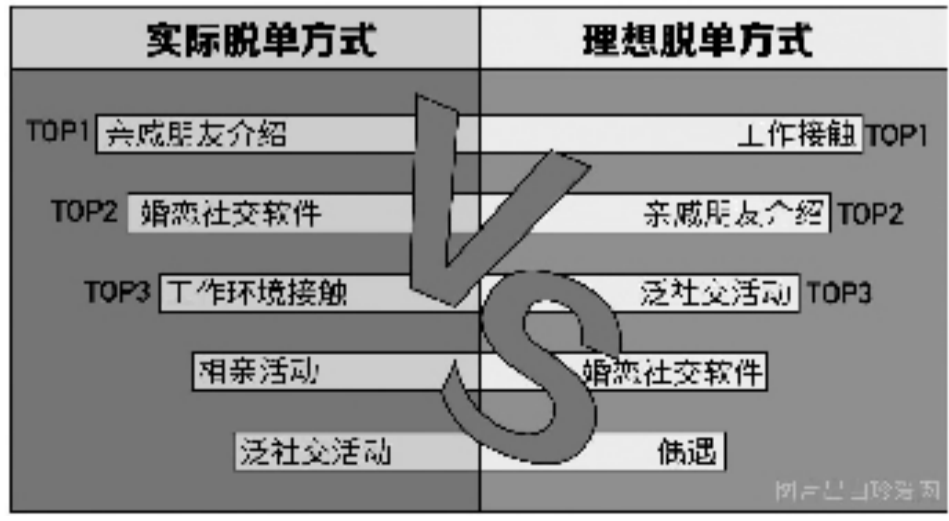 实际脱单方式
理想脱单方式
VS
TOP1 亲戚朋友介绍
工作接触 TOP1
TOP2 婚恋社交软件
亲戚朋友介绍 TOP2
TOP3 工作环境接触
泛社交活动 TOP3
相亲活动
婚恋社交软件
泛社交活动
偶遇